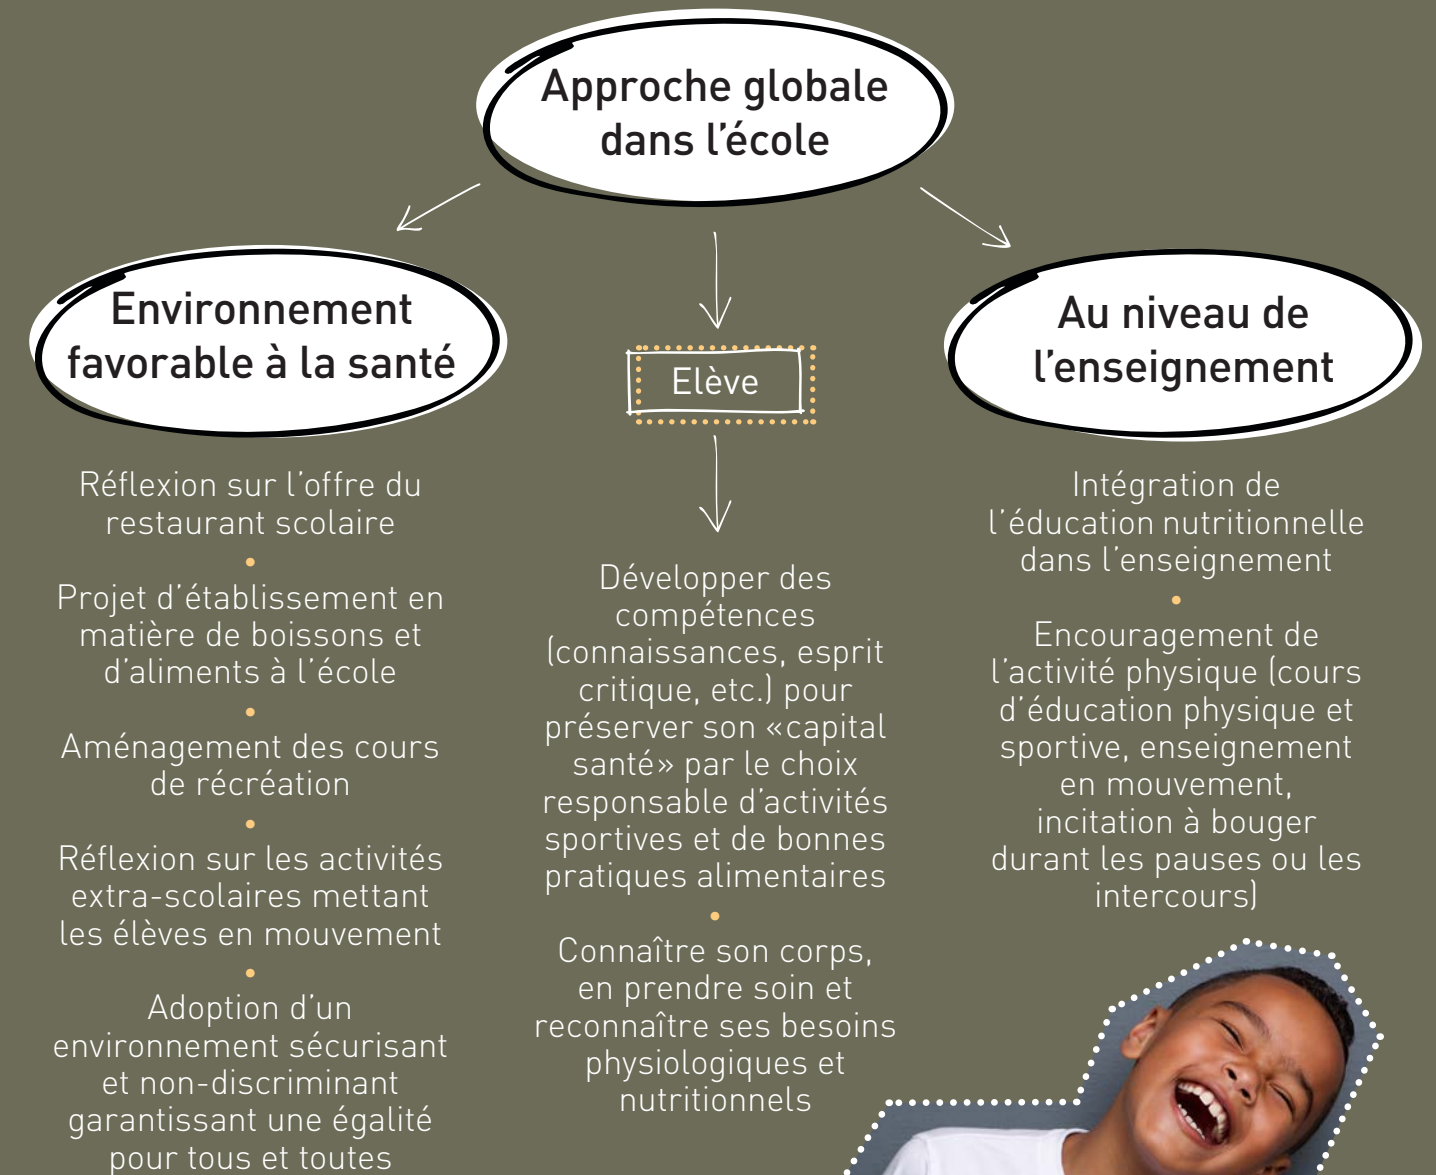 Approche globale
dans l'école
Environnement
favorable à la santé
Réflexion sur l'offre du
restaurant scolaire
•
Projet d'établissement en
matière de boissons et
d'aliments à l'école
•
Aménagement des cours
de récréation
•
Réflexion sur les activités
extra-scolaires mettant
les élèves en mouvement
•
Adoption d'un
environnement sécurisant
et non-discriminant
garantissant une égalité
pour tous et toutes
Elève
Développer des
compétences
(connaissances, esprit
critique, etc.) pour
préserver son «capital
santé» par le choix
responsable d'activités
sportives et de bonnes
pratiques alimentaires
•
Connaître son corps,
en prendre soin et
reconnaître ses besoins
physiologiques et
nutritionnels
Au niveau de
l'enseignement
Intégration de
l'éducation nutritionnelle
dans l'enseignement
•
Encouragement de
l'activité physique (cours
d'éducation physique et
sportive, enseignement
en mouvement,
incitation à bouger
durant les pauses ou les
intercours)